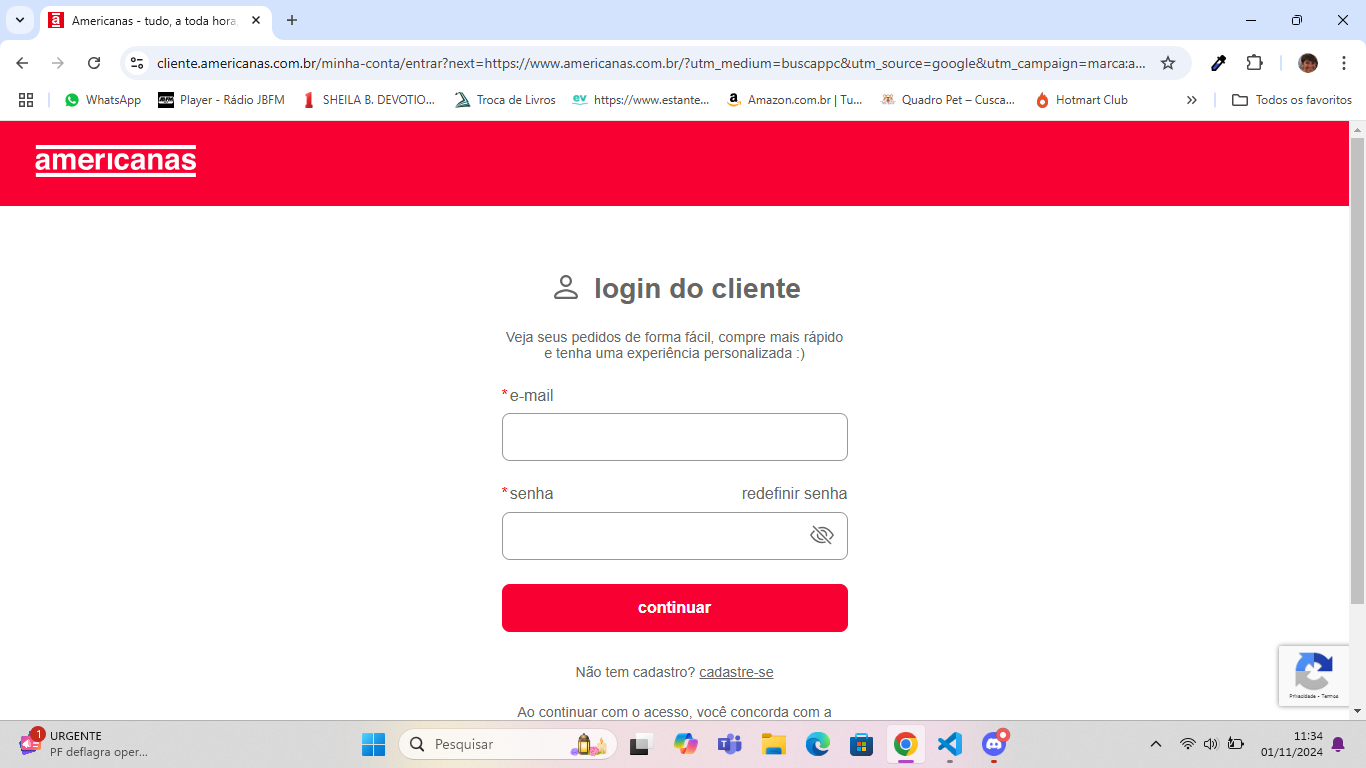 Americanas - tudo, a toda hora,
cliente.americanas.com.br/minha-conta/entrar?next=https://www.americanas.com.br/?utm_medium=buscappc&utm_source=google&utm_campaign=marca:a...
WhatsApp
Player - Rádio JBFM
SHEILA B. DEVOTIO...
Troca de Livros
https://www.estante...
Amazon.com.br | Tu...
Quadro Pet – Cusca...
Hotmart Club
Todos os favoritos
americanas
login do cliente
Veja seus pedidos de forma fácil, compre mais rápido
e tenha uma experiência personalizada :)
*e-mail
*senha
redefinir senha
continuar
Não tem cadastro? cadastre-se
Ao continuar com o acesso, você concorda com a
Privacidade - Termos
1
URGENTE
PF deflagra oper...
Pesquisar
11:34
01/11/2024